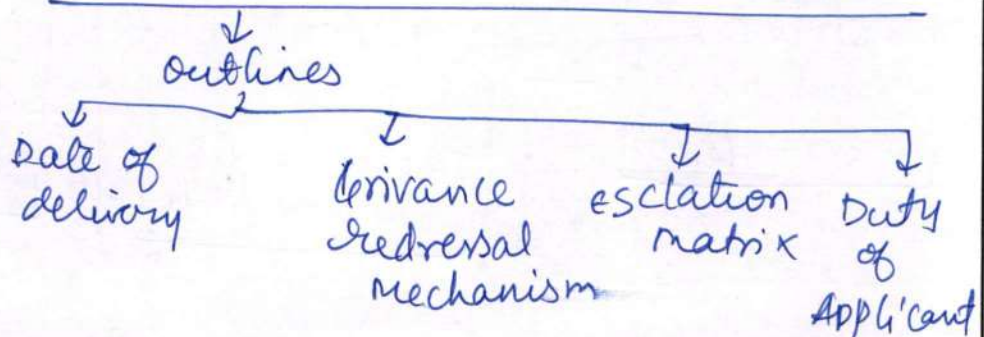 outlines
Date of
delivery
Grivance
redressal
mechanism
esclation
matrix
Duty
of
Applicant